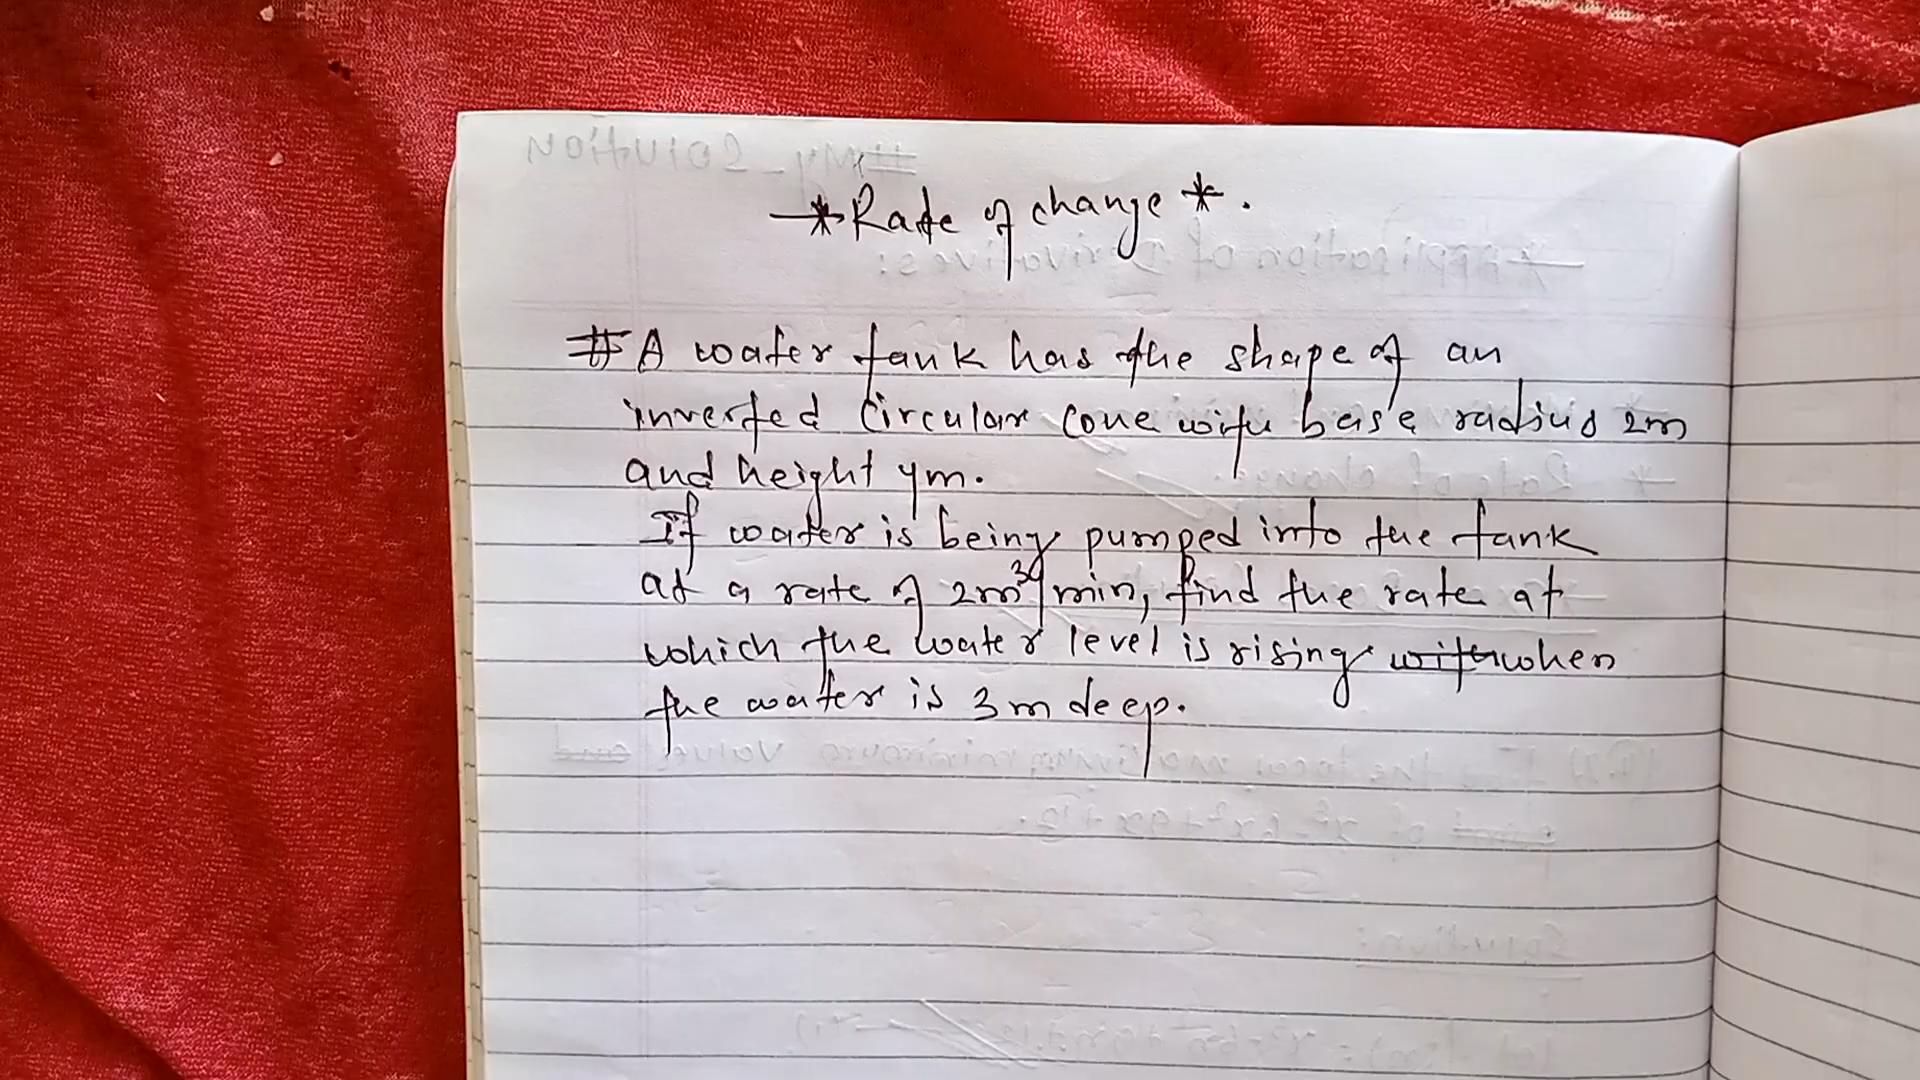 * Rate of change *.
# A water tank has the shape of an
inverted circular cone with base radius 2m
and height 4m.
If water is being pumped into the tank
at a rate of 2m³/min, find the rate at
which the water level is rising with when
the water is 3m deep.